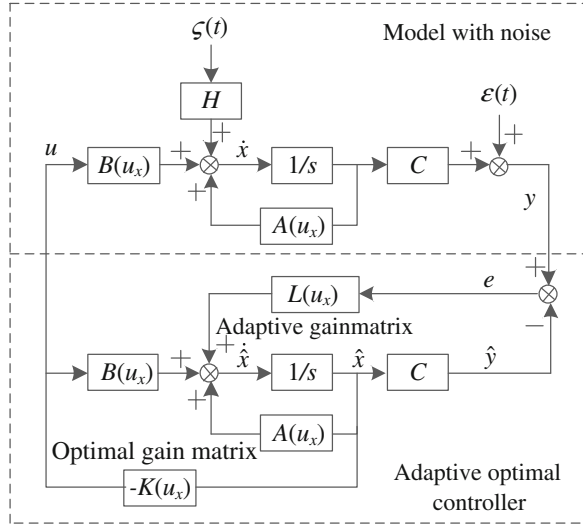 ς(t)
Model with noise
H
ε(t)
+
+
u
B(uₓ)
+
ẋ
1/s
C
+
+
A(uₓ)
y
+
L(uₓ)
e
Adaptive gainmatrix
−
+
B(uₓ)
+
x̂̇
1/s
x̂
C
ŷ
+
A(uₓ)
Optimal gain matrix
-K(uₓ)
Adaptive optimal
controller